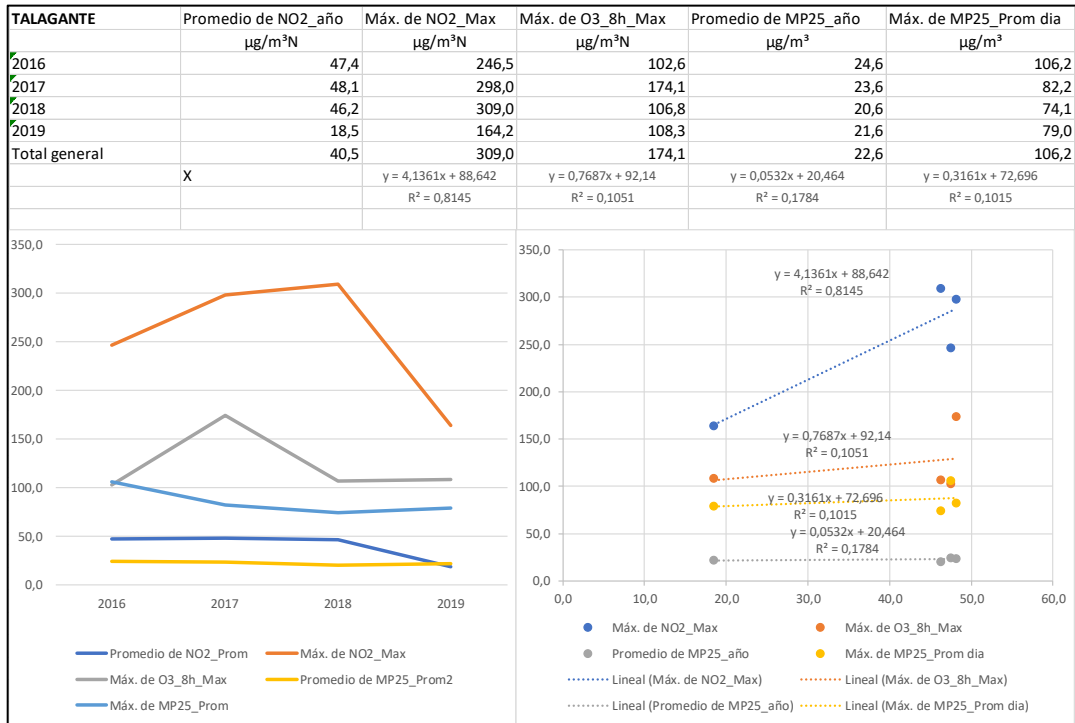 TALAGANTE Promedio de NO2_año Máx. de NO2_Max Máx. de O3_8h_Max Promedio de MP25_año Máx. de MP25_Prom dia
µg/m³N µg/m³N µg/m³N µg/m³ µg/m³
2016 47,4 246,5 102,6 24,6 106,2
2017 48,1 298,0 174,1 23,6 82,2
2018 46,2 309,0 106,8 20,6 74,1
2019 18,5 164,2 108,3 21,6 79,0
Total general 40,5 309,0 174,1 22,6 106,2
X y = 4,1361x + 88,642 y = 0,7687x + 92,14 y = 0,0532x + 20,464 y = 0,3161x + 72,696
R² = 0,8145 R² = 0,1051 R² = 0,1784 R² = 0,1015
350,0
300,0
250,0
200,0
150,0
100,0
50,0
0,0
2016 2017 2018 2019
Promedio de NO2_Prom Máx. de NO2_Max
Máx. de O3_8h_Max Promedio de MP25_Prom2
Máx. de MP25_Prom
350,0
300,0
250,0
200,0
150,0
100,0
50,0
0,0
y = 4,1361x + 88,642
R² = 0,8145
y = 0,7687x + 92,14
R² = 0,1051
y = 0,3161x + 72,696
R² = 0,1015
y = 0,0532x + 20,464
R² = 0,1784
0,0 10,0 20,0 30,0 40,0 50,0 60,0
Máx. de NO2_Max Máx. de O3_8h_Max
Promedio de MP25_año Máx. de MP25_Prom dia
Lineal (Máx. de NO2_Max) Lineal (Máx. de O3_8h_Max)
Lineal (Promedio de MP25_año) Lineal (Máx. de MP25_Prom dia)